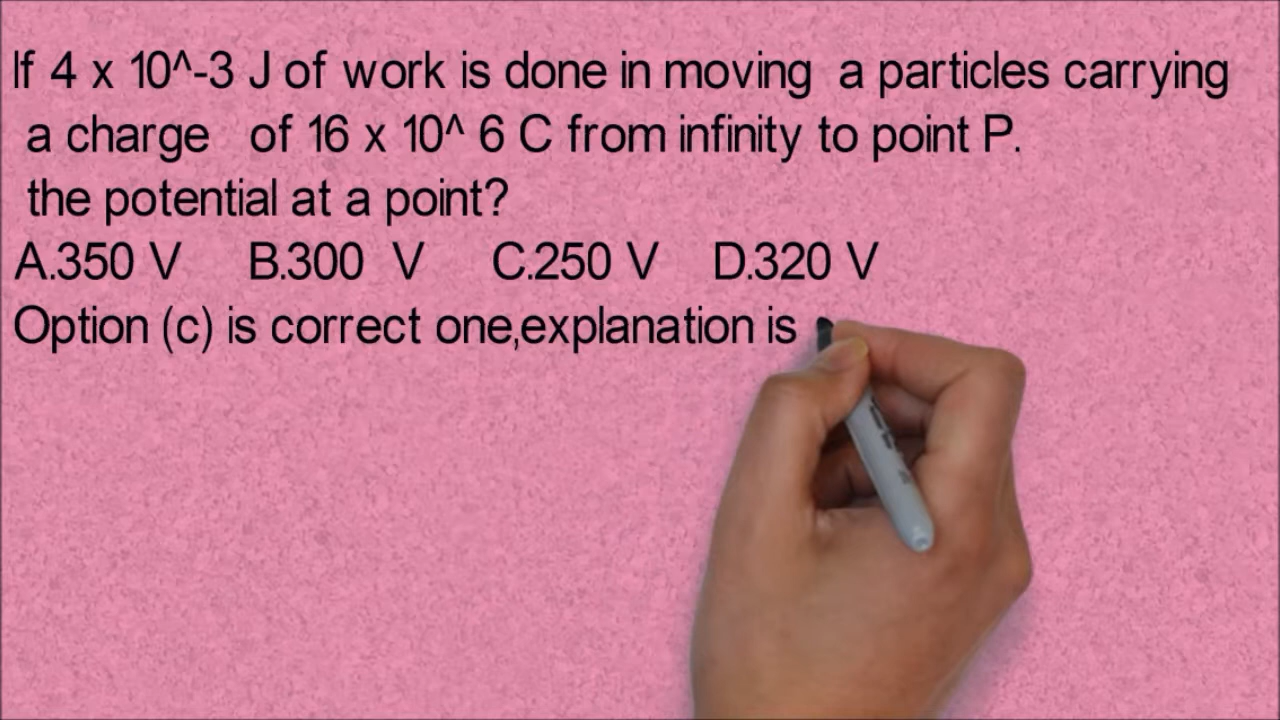 If 4 x 10^-3 J of work is done in moving a particles carrying
a charge of 16 x 10^ 6 C from infinity to point P.
the potential at a point?
A.350 V B.300 V C.250 V D.320 V
Option (c) is correct one,explanation is